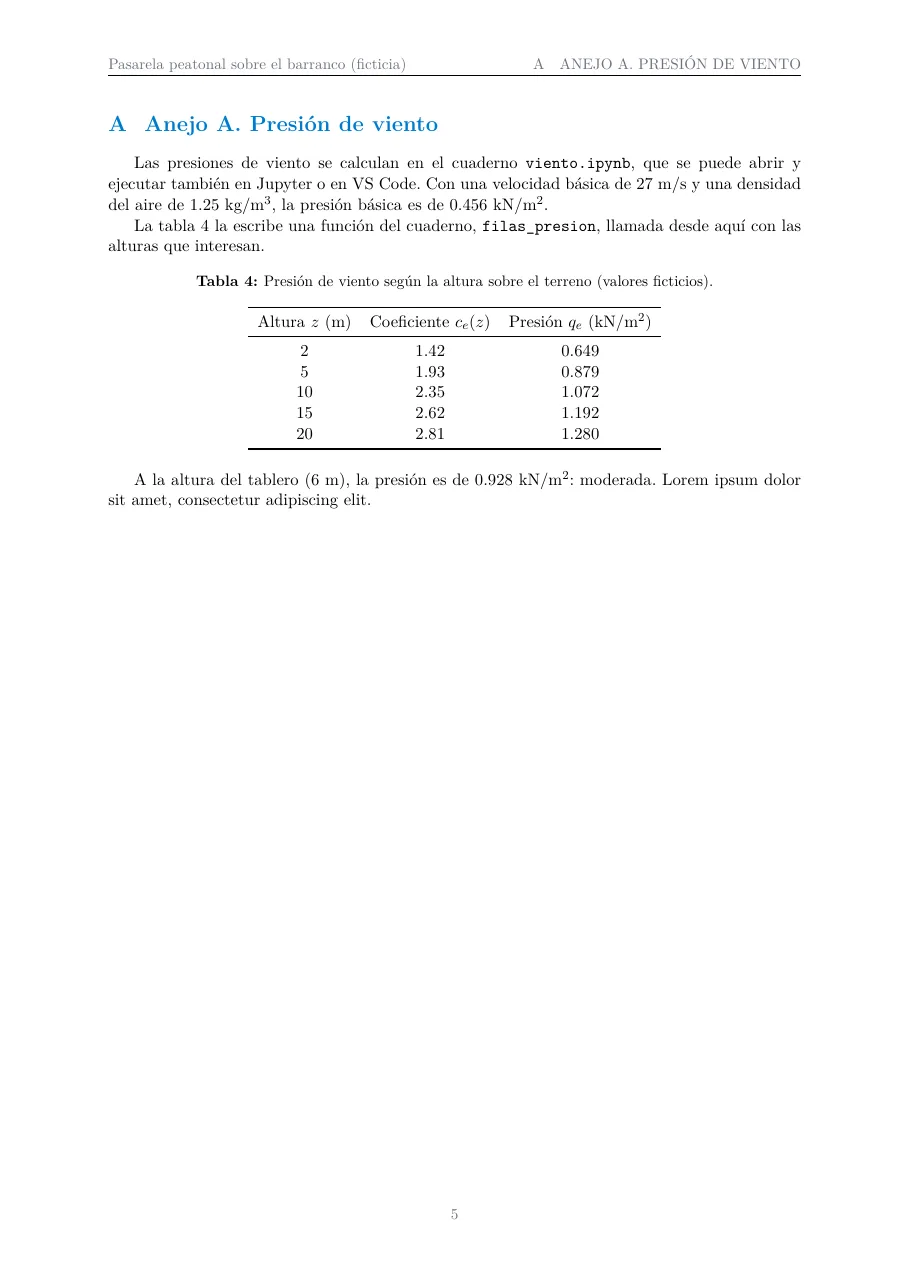 Pasarela peatonal sobre el barranco (ficticia) A ANEJO A. PRESIÓN DE VIENTO
A Anejo A. Presión de viento
Las presiones de viento se calculan en el cuaderno viento.ipynb, que se puede abrir y
ejecutar también en Jupyter o en VS Code. Con una velocidad básica de 27 m/s y una densidad
del aire de 1.25 kg/m³, la presión básica es de 0.456 kN/m².
La tabla 4 la escribe una función del cuaderno, filas_presion, llamada desde aquí con las
alturas que interesan.
Tabla 4: Presión de viento según la altura sobre el terreno (valores ficticios).
Altura z (m) Coeficiente cₑ(z) Presión qₑ (kN/m²)
2 1.42 0.649
5 1.93 0.879
10 2.35 1.072
15 2.62 1.192
20 2.81 1.280
A la altura del tablero (6 m), la presión es de 0.928 kN/m²: moderada. Lorem ipsum dolor
sit amet, consectetur adipiscing elit.
5